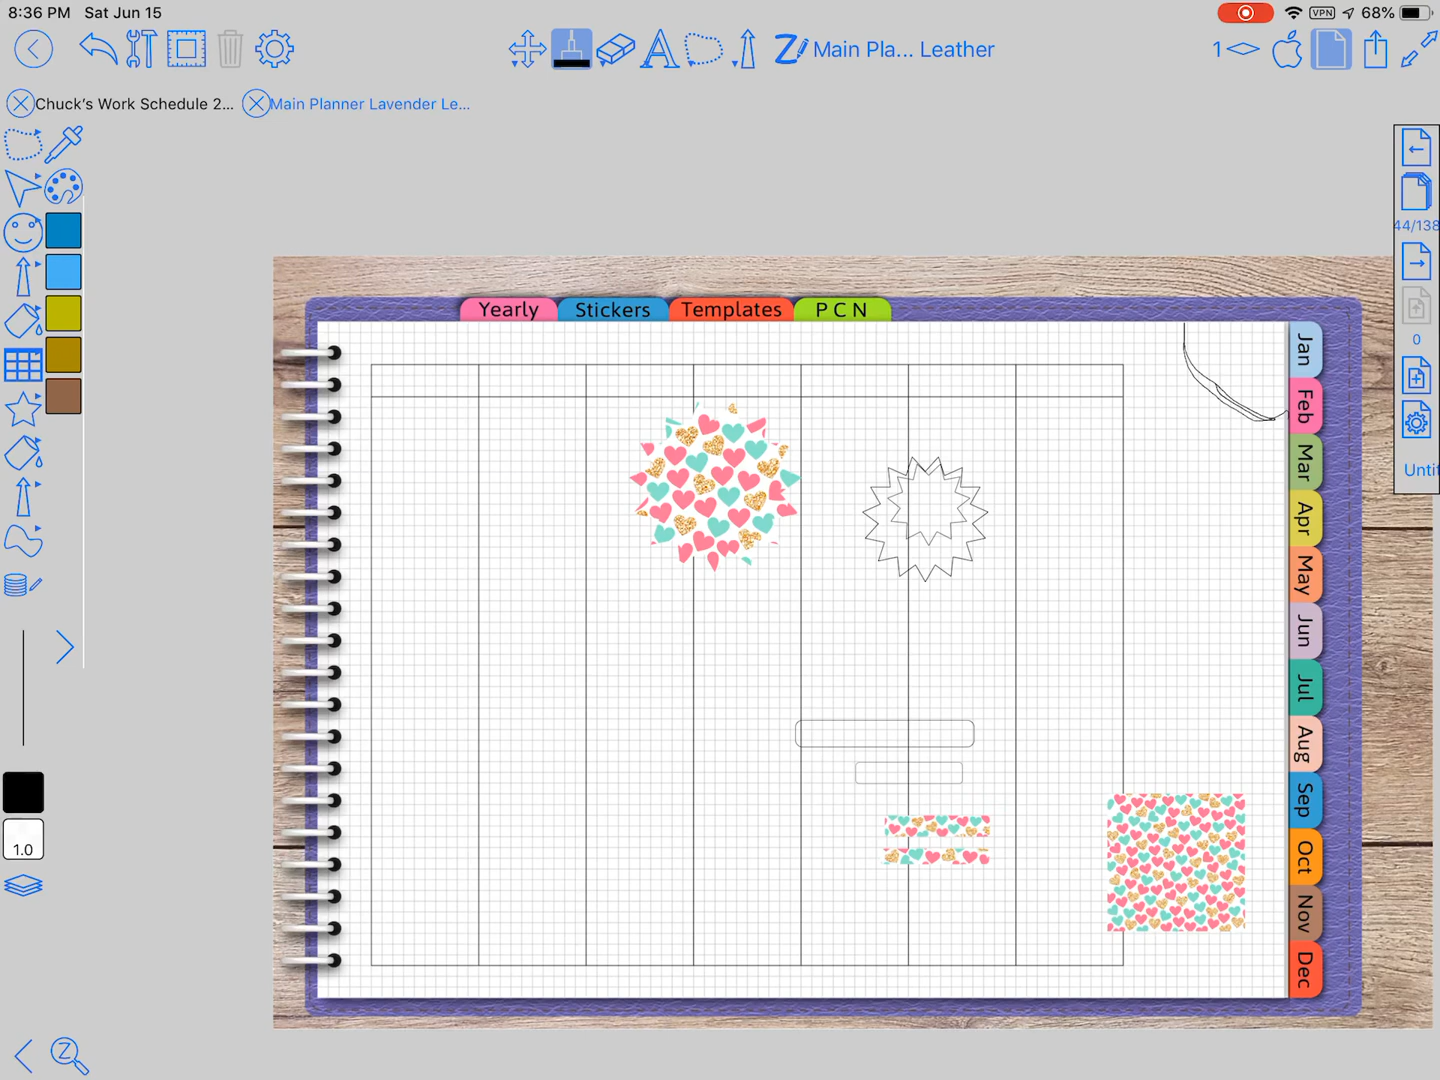 8:36 PM Sat Jun 15
VPN 68%
Main Pla... Leather
1
Chuck's Work Schedule 2...
Main Planner Lavender Le...
44/138
0
Unti
Yearly
Stickers
Templates
P C N
Jan
Feb
Mar
Apr
May
Jun
Jul
Aug
Sep
Oct
Nov
Dec
1.0